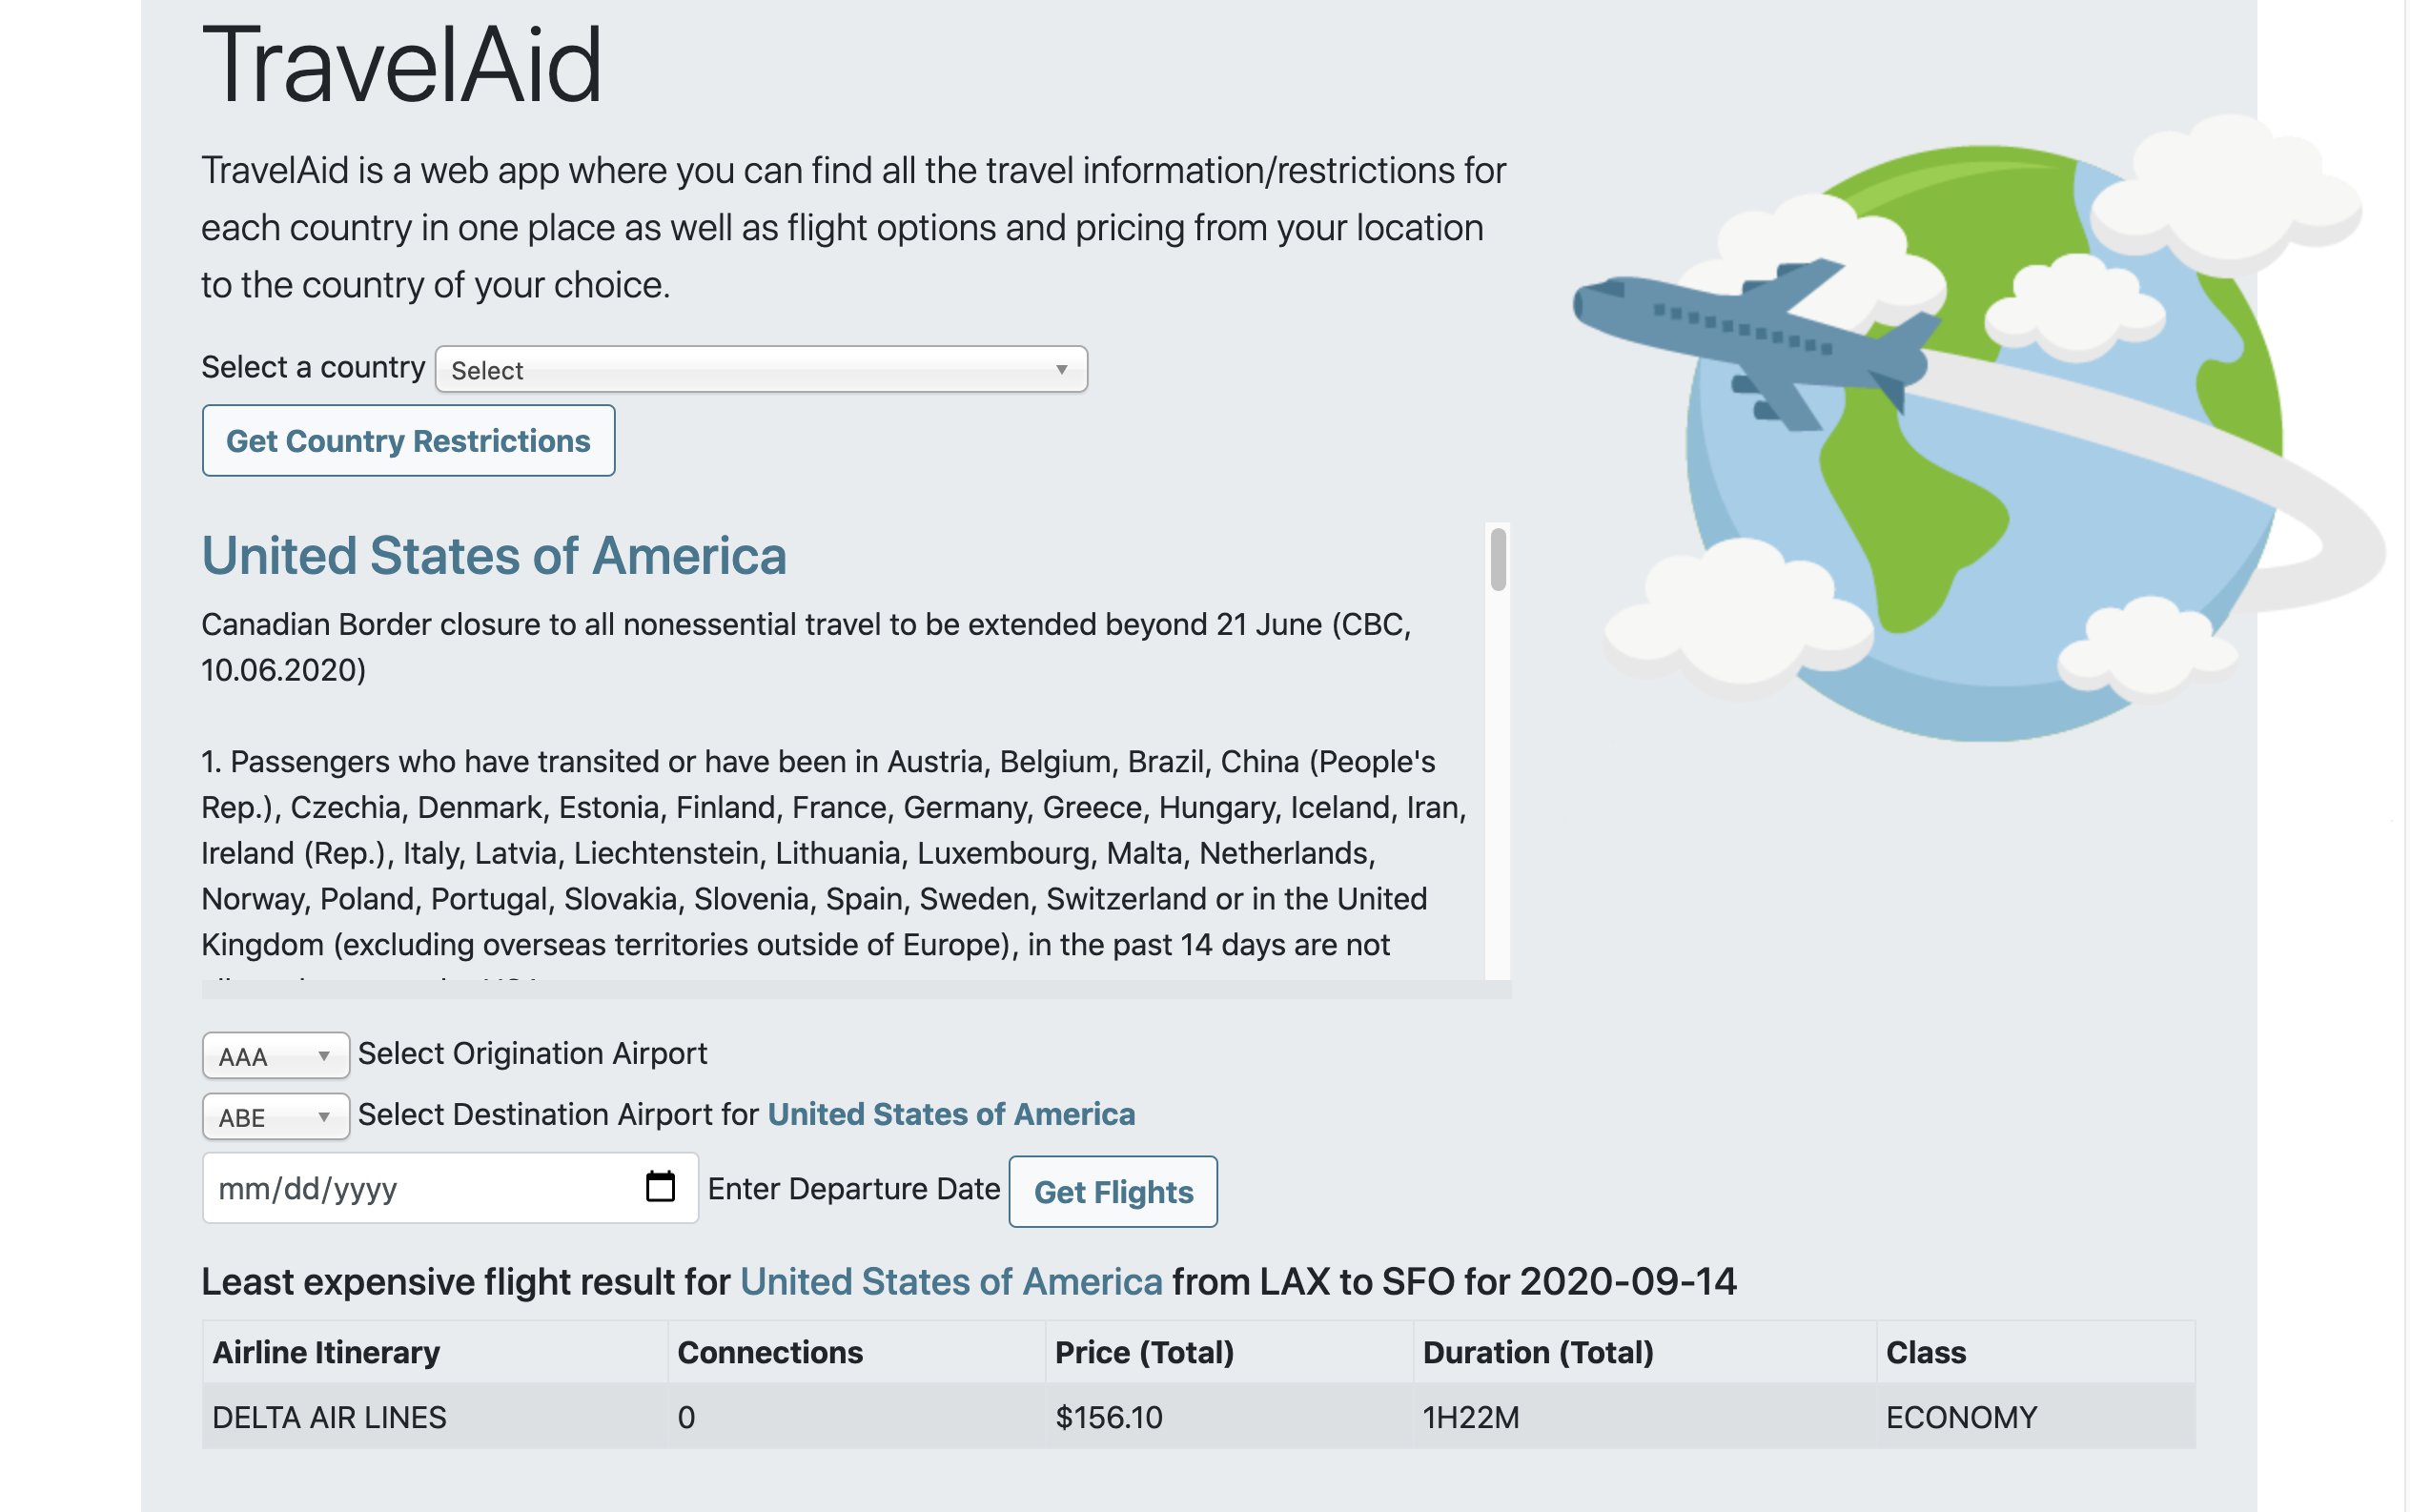 TravelAid
TravelAid is a web app where you can find all the travel information/restrictions for
each country in one place as well as flight options and pricing from your location
to the country of your choice.
Select a country Select
Get Country Restrictions
United States of America
Canadian Border closure to all nonessential travel to be extended beyond 21 June (CBC,
10.06.2020)
1. Passengers who have transited or have been in Austria, Belgium, Brazil, China (People's
Rep.), Czechia, Denmark, Estonia, Finland, France, Germany, Greece, Hungary, Iceland, Iran,
Ireland (Rep.), Italy, Latvia, Liechtenstein, Lithuania, Luxembourg, Malta, Netherlands,
Norway, Poland, Portugal, Slovakia, Slovenia, Spain, Sweden, Switzerland or in the United
Kingdom (excluding overseas territories outside of Europe), in the past 14 days are not
AAA Select Origination Airport
ABE Select Destination Airport for United States of America
mm/dd/yyyy Enter Departure Date Get Flights
Least expensive flight result for United States of America from LAX to SFO for 2020-09-14
Airline Itinerary Connections Price (Total) Duration (Total) Class
DELTA AIR LINES 0 $156.10 1H22M ECONOMY